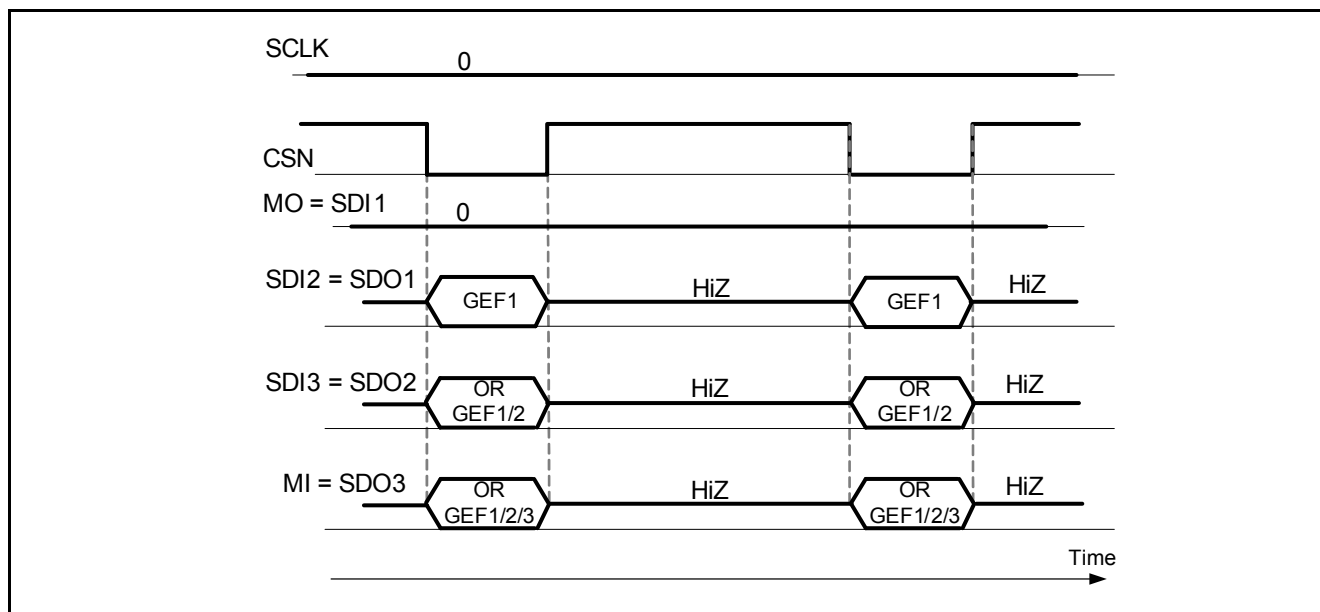 SCLK
0
CSN
MO = SDI1
0
SDI2 = SDO1
GEF1
HiZ
GEF1
HiZ
SDI3 = SDO2
OR
GEF1/2
HiZ
OR
GEF1/2
HiZ
MI = SDO3
OR
GEF1/2/3
HiZ
OR
GEF1/2/3
HiZ
Time